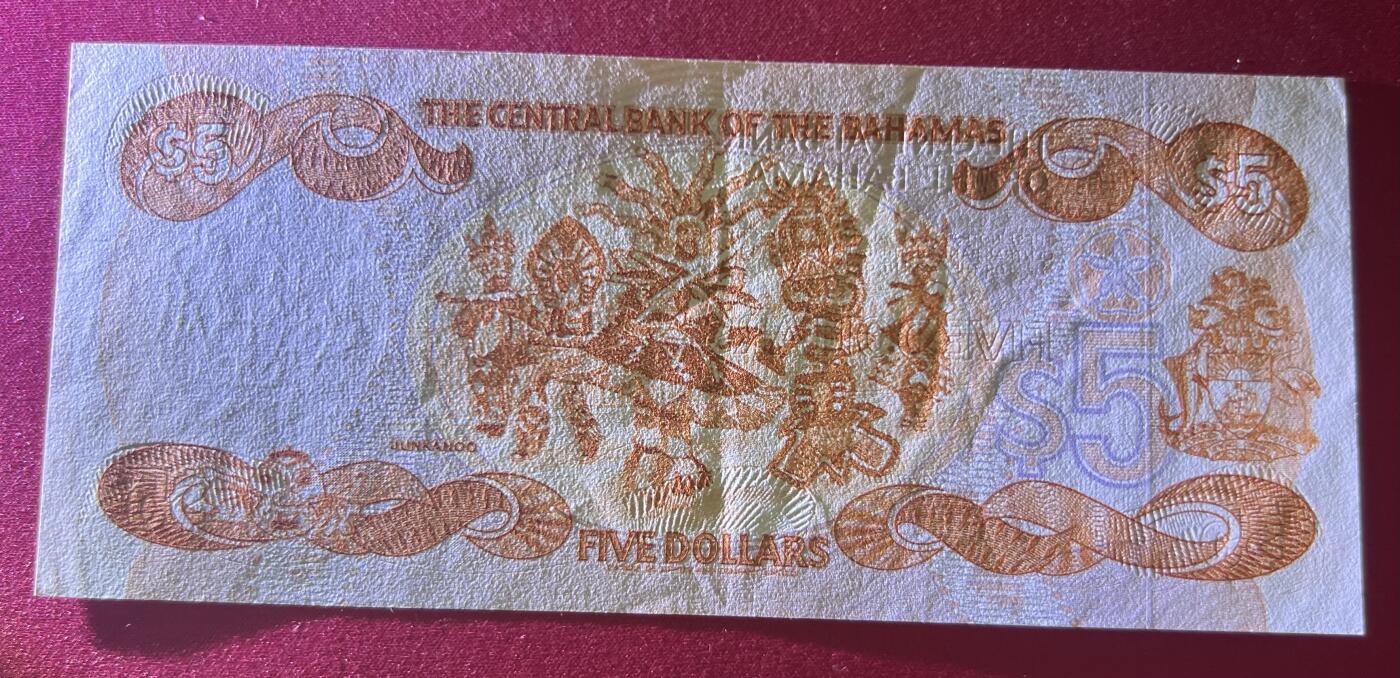 $5
THE CENTRAL BANK OF THE BAHAMAS
$5
$5
JUNKANOO
FIVE DOLLARS